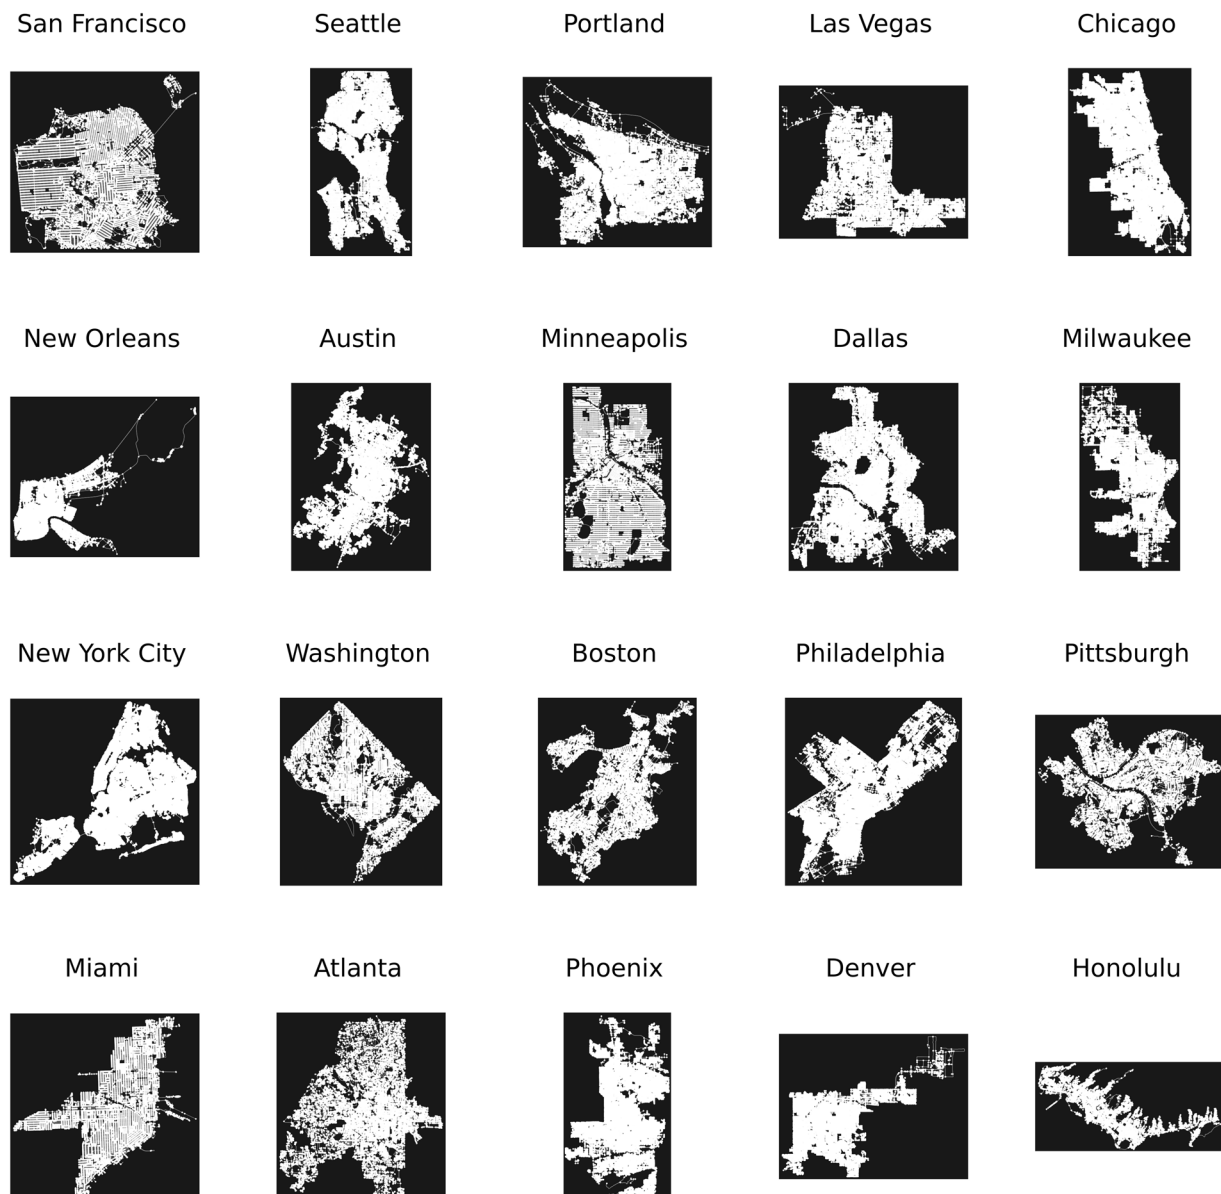 San Francisco
Seattle
Portland
Las Vegas
Chicago
New Orleans
Austin
Minneapolis
Dallas
Milwaukee
New York City
Washington
Boston
Philadelphia
Pittsburgh
Miami
Atlanta
Phoenix
Denver
Honolulu